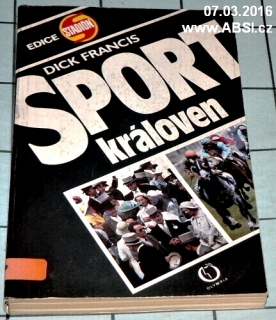 07.03.2016
www.ABSI.cz
EDICE STADION
DICK FRANCIS
SPORT
královen
OLYMPIA